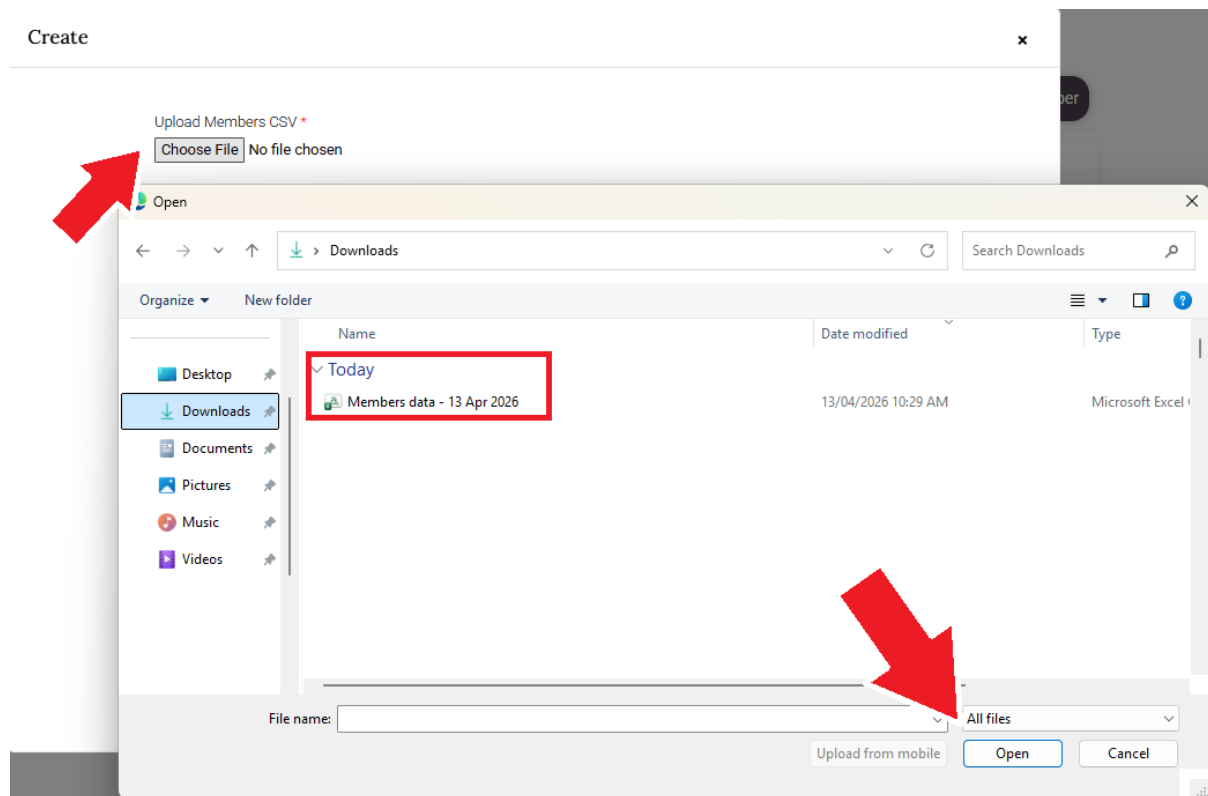 Create
ber
Upload Members CSV *
Choose File No file chosen
Open
Downloads
Search Downloads
Organize
New folder
Name
Date modified
Type
Today
Members data - 13 Apr 2026
13/04/2026 10:29 AM
Microsoft Excel
Desktop
Downloads
Documents
Pictures
Music
Videos
File name:
All files
Upload from mobile
Open
Cancel